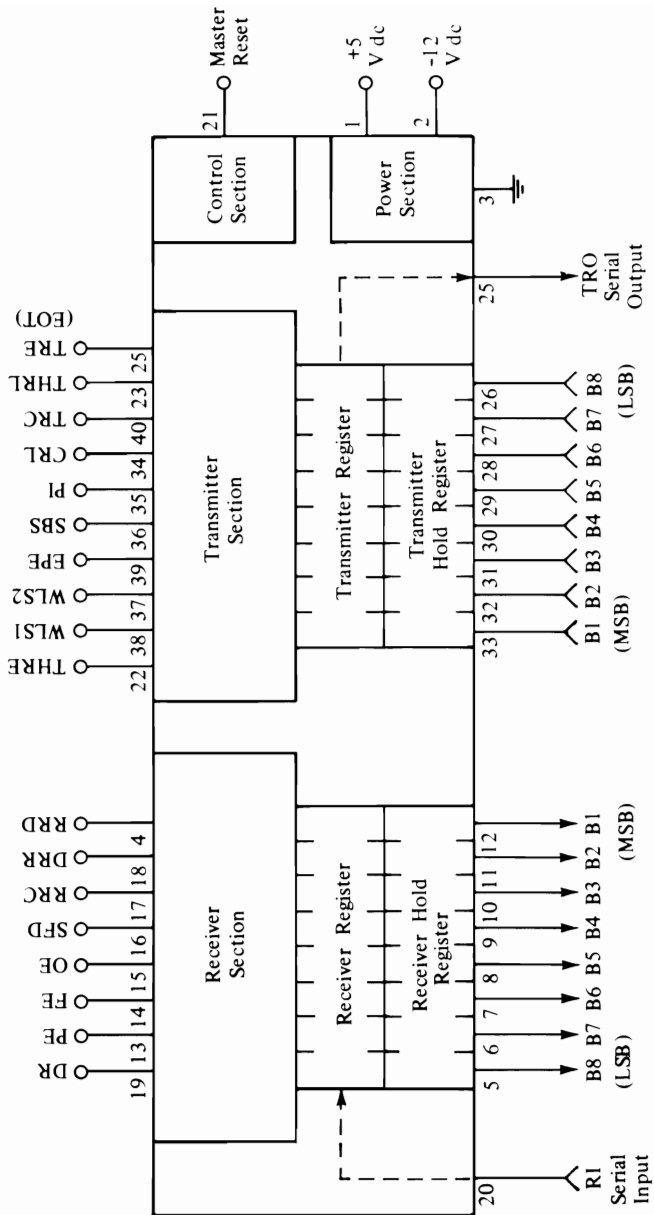 DR
PE
FE
OE
SFD
RRC
DRR
RRD
THRE
WLS1
WLS2
EPE
SBS
PI
CRL
TRC
THRL
TRE
(EOT)
19
13
14
15
16
17
18
4
22
38
37
39
36
35
34
40
23
25
Receiver
Section
Transmitter
Section
Control
Section
21
Master
Reset
Receiver Register
Receiver Hold
Register
Transmitter Register
Transmitter
Hold Register
Power
Section
1
+5
V dc
2
-12
V dc
20
5
6
7
8
9
10
11
12
33
32
31
30
29
28
27
26
25
3
RI
Serial
Input
B8
(LSB)
B7
B6
B5
B4
B3
B2
B1
(MSB)
B1
(MSB)
B2
B3
B4
B5
B6
B7
B8
(LSB)
TRO
Serial
Output